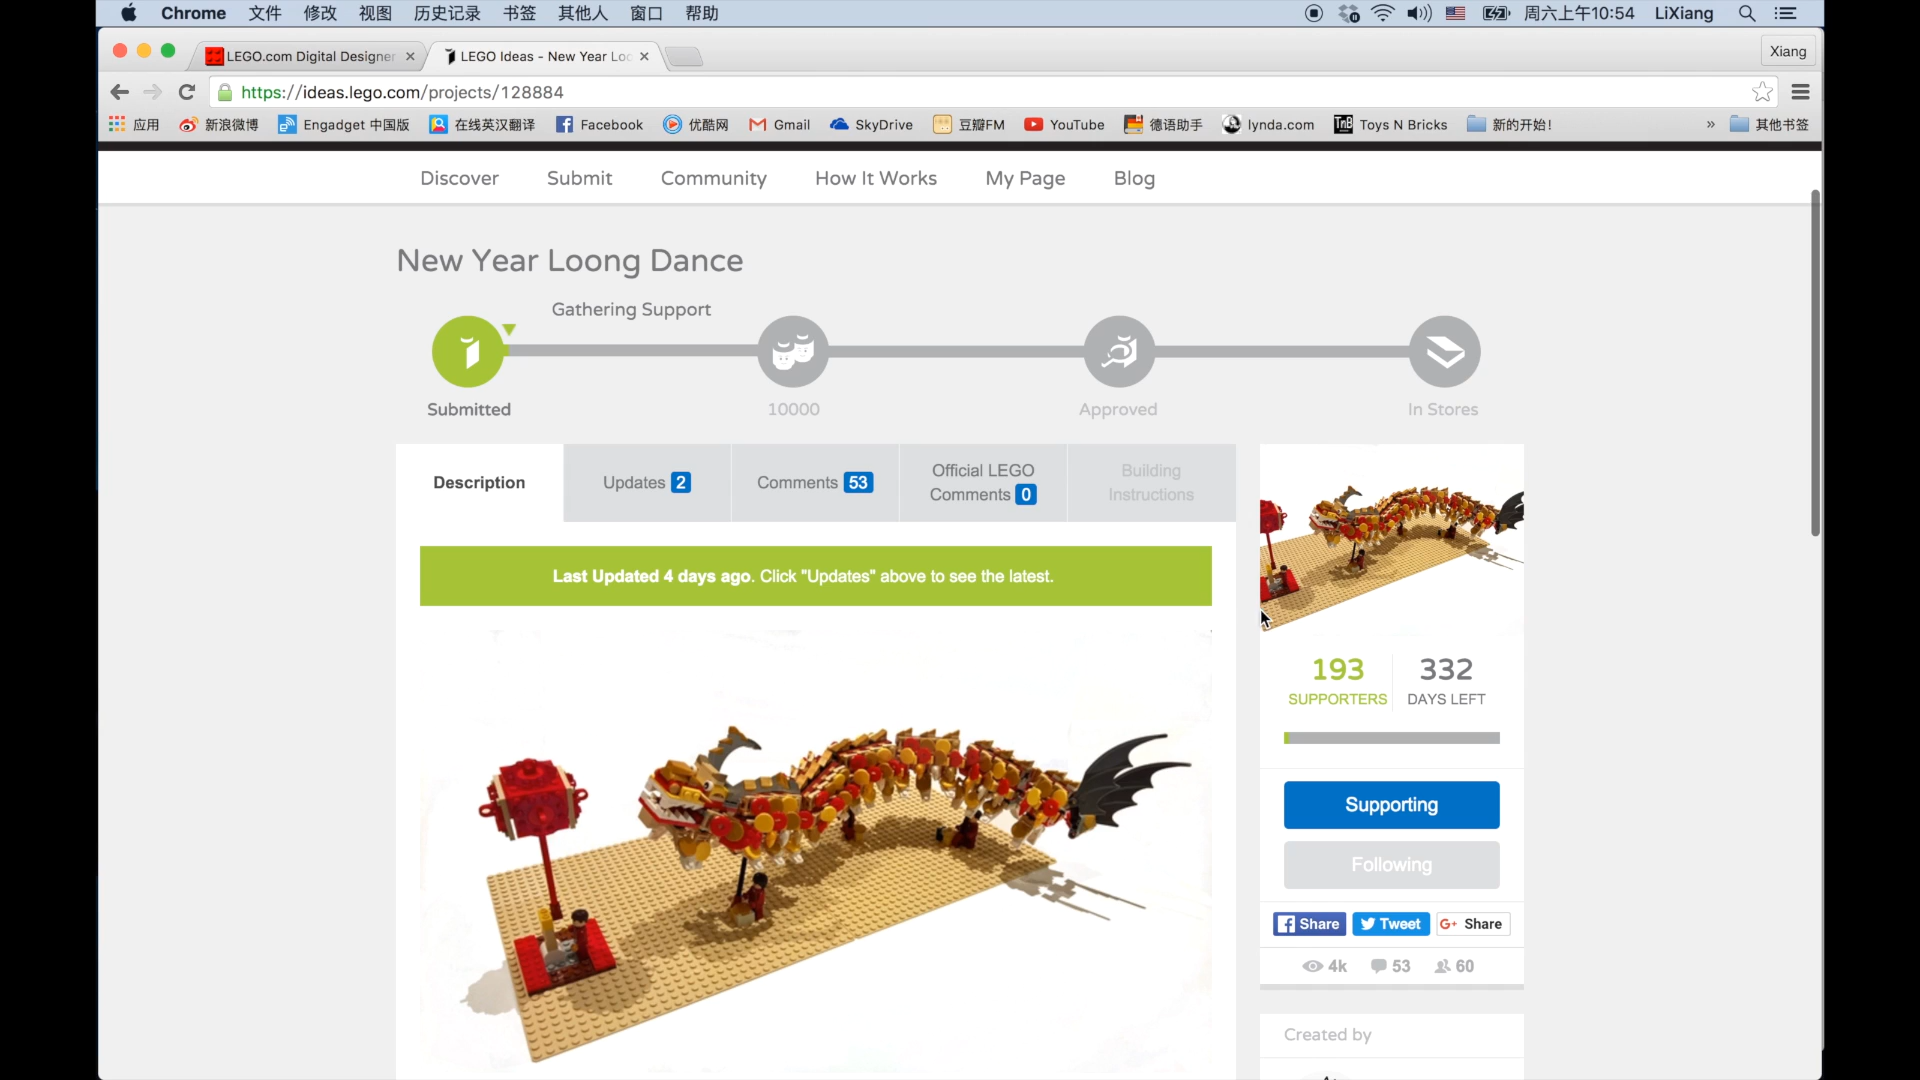 Chrome 文件 修改 视图 历史记录 书签 其他人 窗口 帮助 周六上午10:54 LiXiang
LEGO.com Digital Designer LEGO Ideas - New Year Loo Xiang
https://ideas.lego.com/projects/128884
应用 新浪微博 Engadget 中国版 在线英汉翻译 Facebook 优酷网 Gmail SkyDrive 豆瓣FM YouTube 德语助手 lynda.com Toys N Bricks 新的开始！ » 其他书签
Discover Submit Community How It Works My Page Blog
New Year Loong Dance
Gathering Support
Submitted 10000 Approved In Stores
Description Updates 2 Comments 53 Official LEGO Comments 0 Building Instructions
Last Updated 4 days ago. Click "Updates" above to see the latest.
193 332
SUPPORTERS DAYS LEFT
Supporting
Following
Share Tweet G+ Share
4k 53 60
Created by